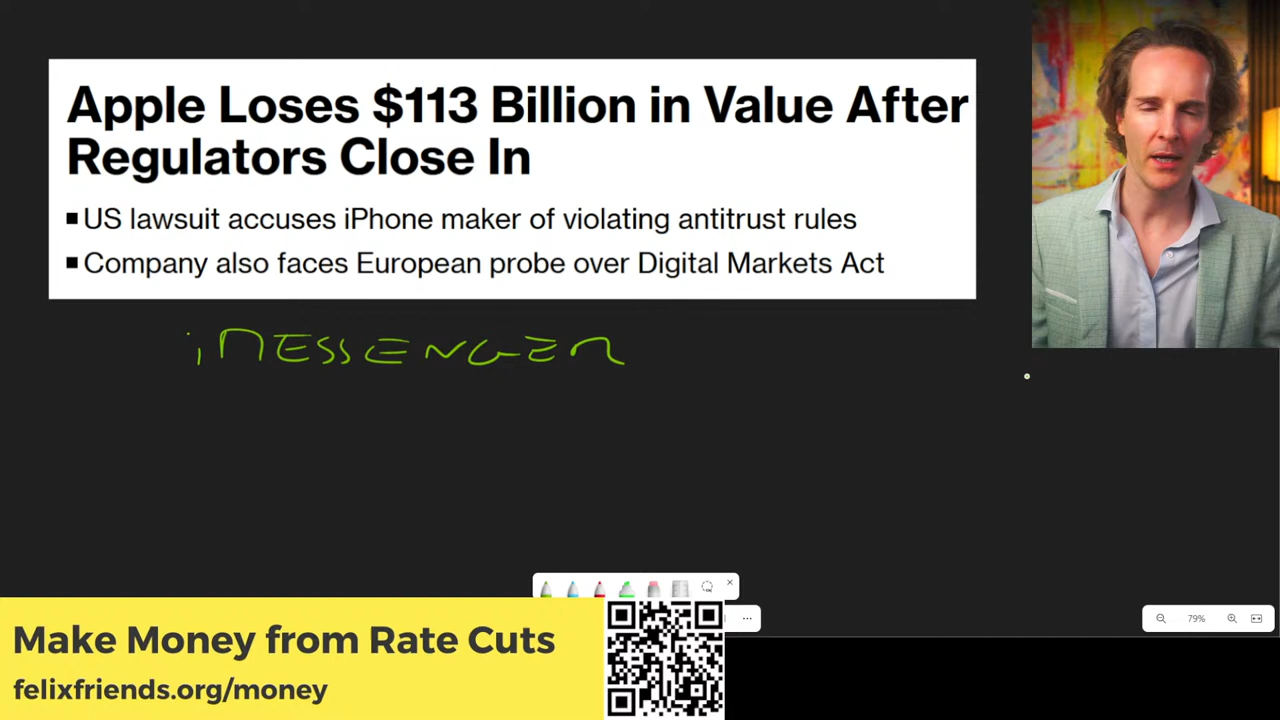 Apple Loses $113 Billion in Value After
Regulators Close In
US lawsuit accuses iPhone maker of violating antitrust rules
Company also faces European probe over Digital Markets Act
iMESSENGER
79%
Make Money from Rate Cuts
felixfriends.org/money